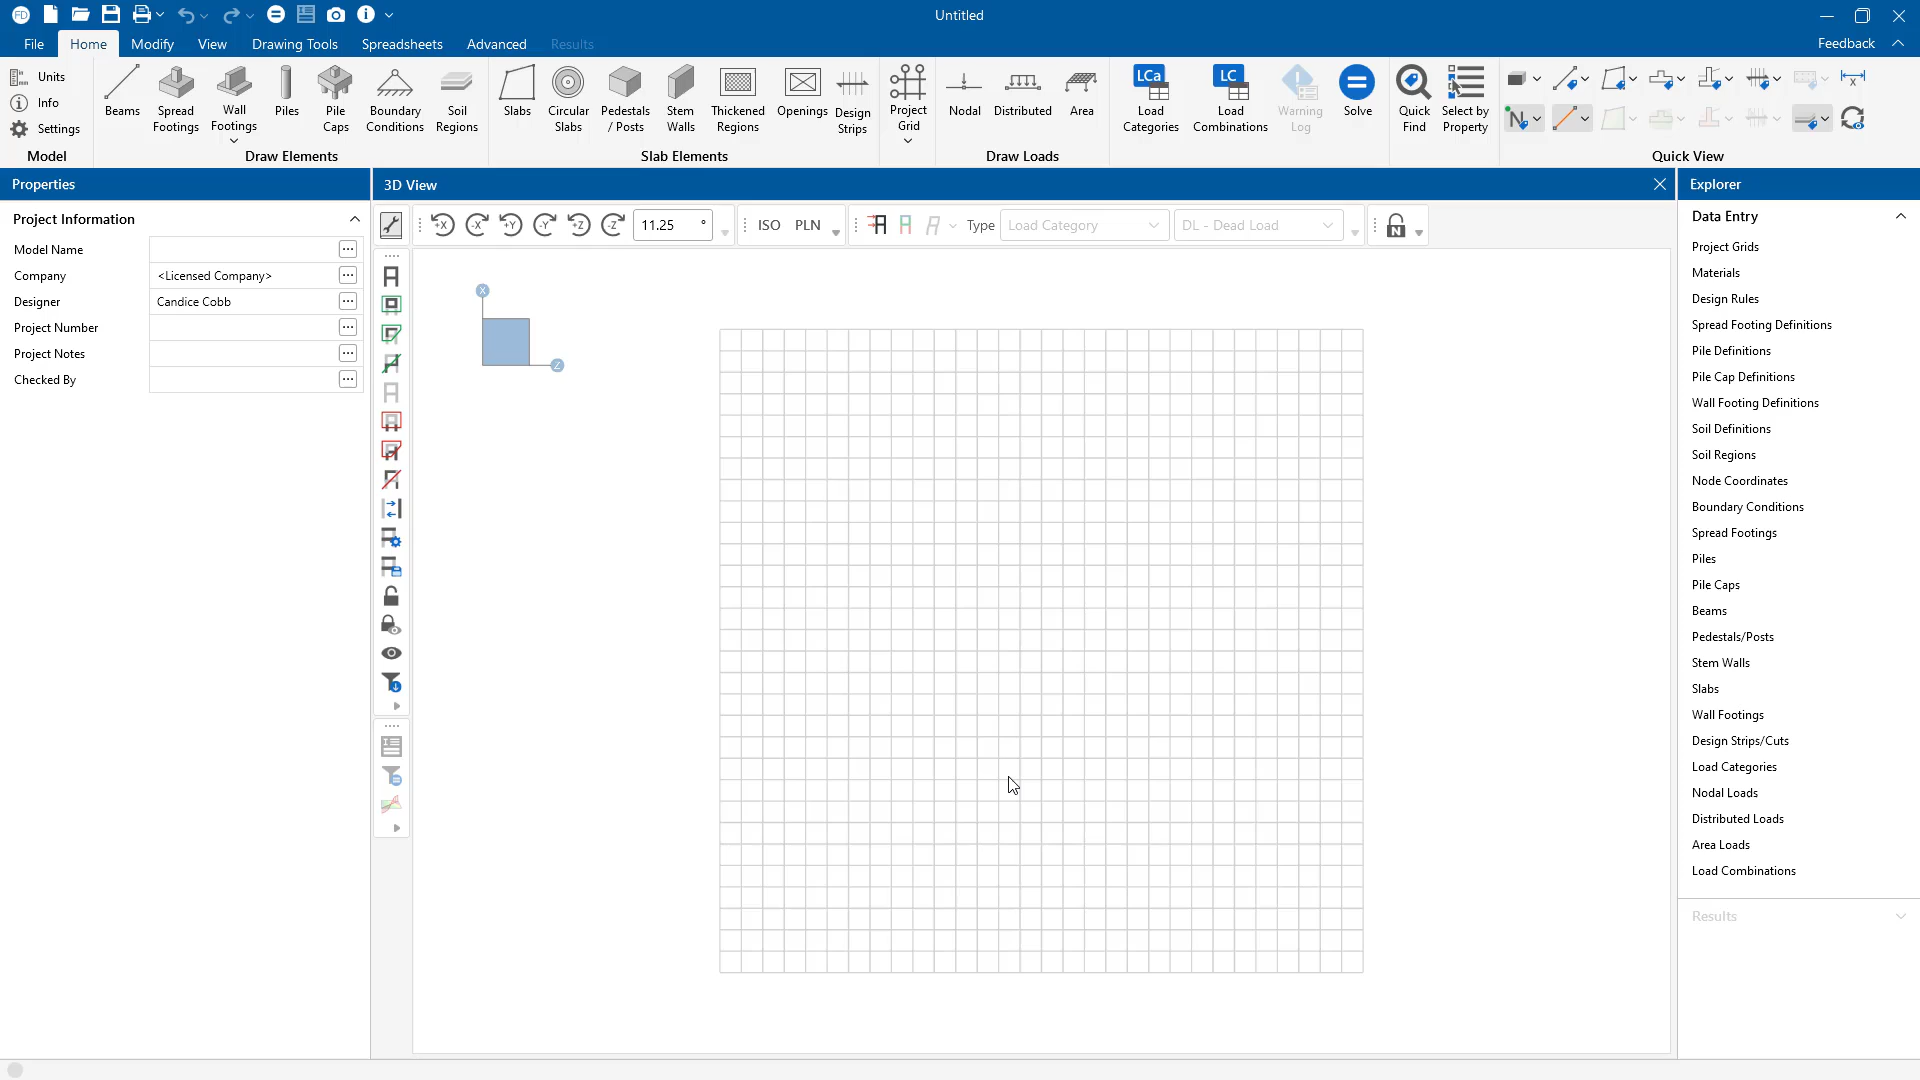 FD
Untitled
File Home Modify View Drawing Tools Spreadsheets Advanced Results
Feedback
Units
Info
Settings
Model
Beams
Spread
Footings
Wall
Footings
Piles
Pile
Caps
Boundary
Conditions
Soil
Regions
Draw Elements
Slabs
Circular
Slabs
Pedestals
/ Posts
Stem
Walls
Thickened
Regions
Openings
Design
Strips
Slab Elements
Project
Grid
Nodal
Distributed
Area
Draw Loads
LCa
Load
Categories
LC
Load
Combinations
Warning
Log
Solve
Quick
Find
Select by
Property
N
x
Quick View
Properties
Project Information
Model Name
Company <Licensed Company>
Designer Candice Cobb
Project Number
Project Notes
Checked By
3D View
+X -X +Y -Y +Z -Z 11.25 ° ISO PLN Type Load Category DL - Dead Load N
X
Z
Explorer
Data Entry
Project Grids
Materials
Design Rules
Spread Footing Definitions
Pile Definitions
Pile Cap Definitions
Wall Footing Definitions
Soil Definitions
Soil Regions
Node Coordinates
Boundary Conditions
Spread Footings
Piles
Pile Caps
Beams
Pedestals/Posts
Stem Walls
Slabs
Wall Footings
Design Strips/Cuts
Load Categories
Nodal Loads
Distributed Loads
Area Loads
Load Combinations
Results